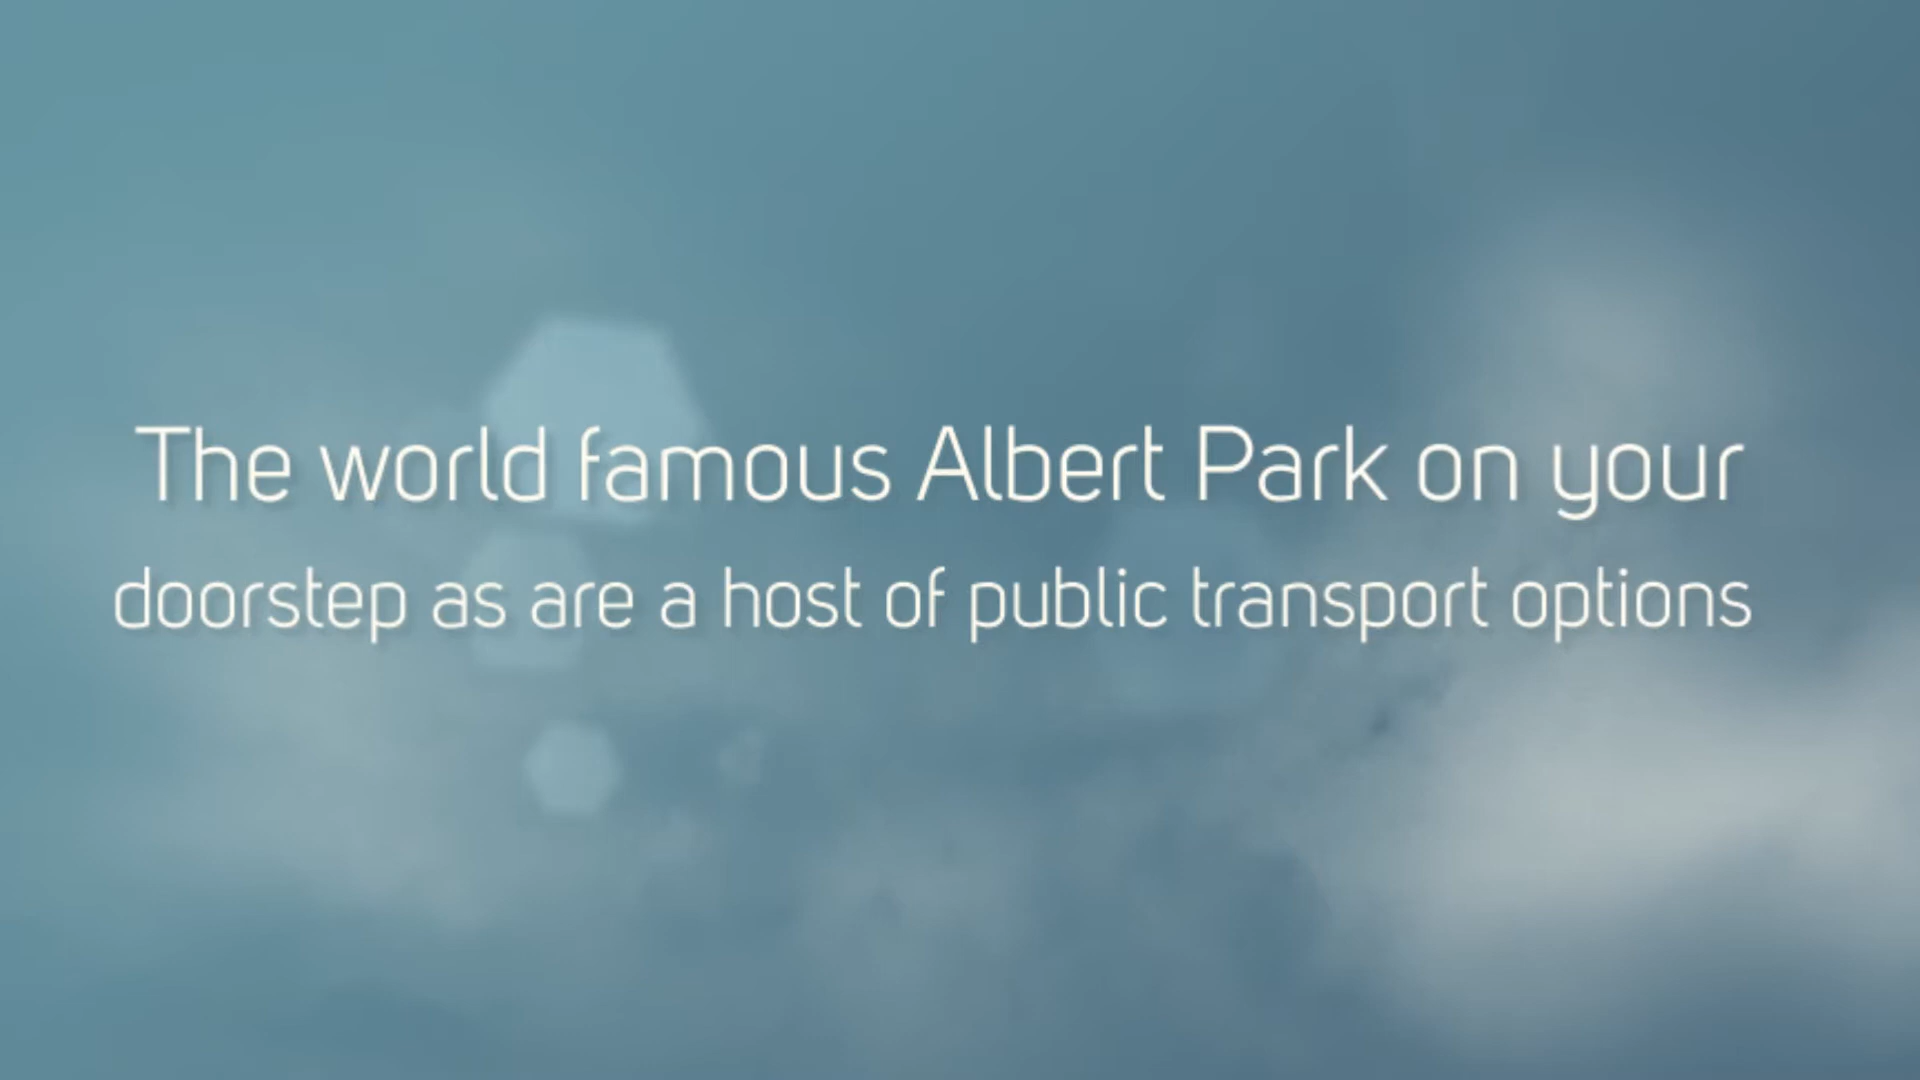 The world famous Albert Park on your
doorstep as are a host of public transport options